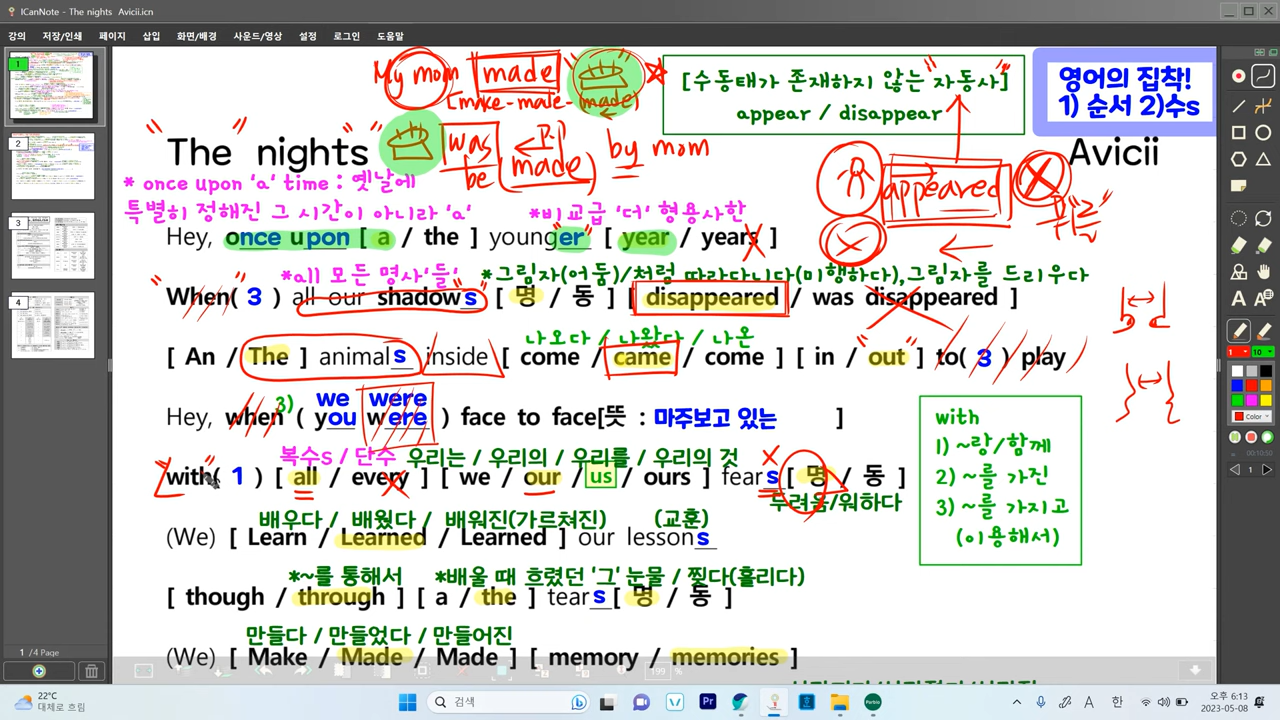 ICanNote - The nights Avicii.icn
강의 저장/인쇄 페이지 삽입 화면/배경 사운드/영상 설정 로그인 도움말
My mom made
[make-made-made)
[수동태가 존재하지 않는 "자동사"]
appear / disappear
영어의 집착!
1) 순서 2)수s
"The nights"
was made) by mom
be
P.P
appeared
Avicii
* once upon 'a' time : 옛날에
특별히 정해진 그 시간이 아니라 'a'
*비교급 '더' 형용사한
Hey, once upon [ a / the ] younger [ year / years ]
*all 모든 명사'들'
*그림자(어둠)/처럼 따라다니다(미행하다),그림자를 드리우다
When( 3 ) all our shadows [ 명 / 동 ] [ disappeared / was disappeared ]
나오다 / 나왔다 / 나온
[ An / The ] animals inside [ come / came / come ] [ in / out ] to( 3 ) play
3) we were
Hey, when ( you were ) face to face[뜻 : 마주보고 있는 ]
복수s / 단수 우리는 / 우리의 / 우리를 / 우리의 것
with( 1 ) [ all / every ] [ we / our / us / ours ] fears [ 명 / 동 ]
두려움/워하다
with
1) ~랑/함께
2) ~를 가진
3) ~를 가지고
(이용해서)
배우다 / 배웠다 / 배워진(가르쳐진) (교훈)
(We) [ Learn / Learned / Learned ] our lessons
*~를 통해서 *배울 때 흐렸던 '그' 눈물 / 찢다(흘리다)
[ though / through ] [ a / the ] tears [ 명 / 동 ]
만들다 / 만들었다 / 만들어진
(We) [ Make / Made / Made ] [ memory / memories ]
1
2
3
4
1 /4 Page
199 %
Color
1
10
00:10:50
1
22°C
대체로 흐림
검색
한
오후 6:13
2023-05-08